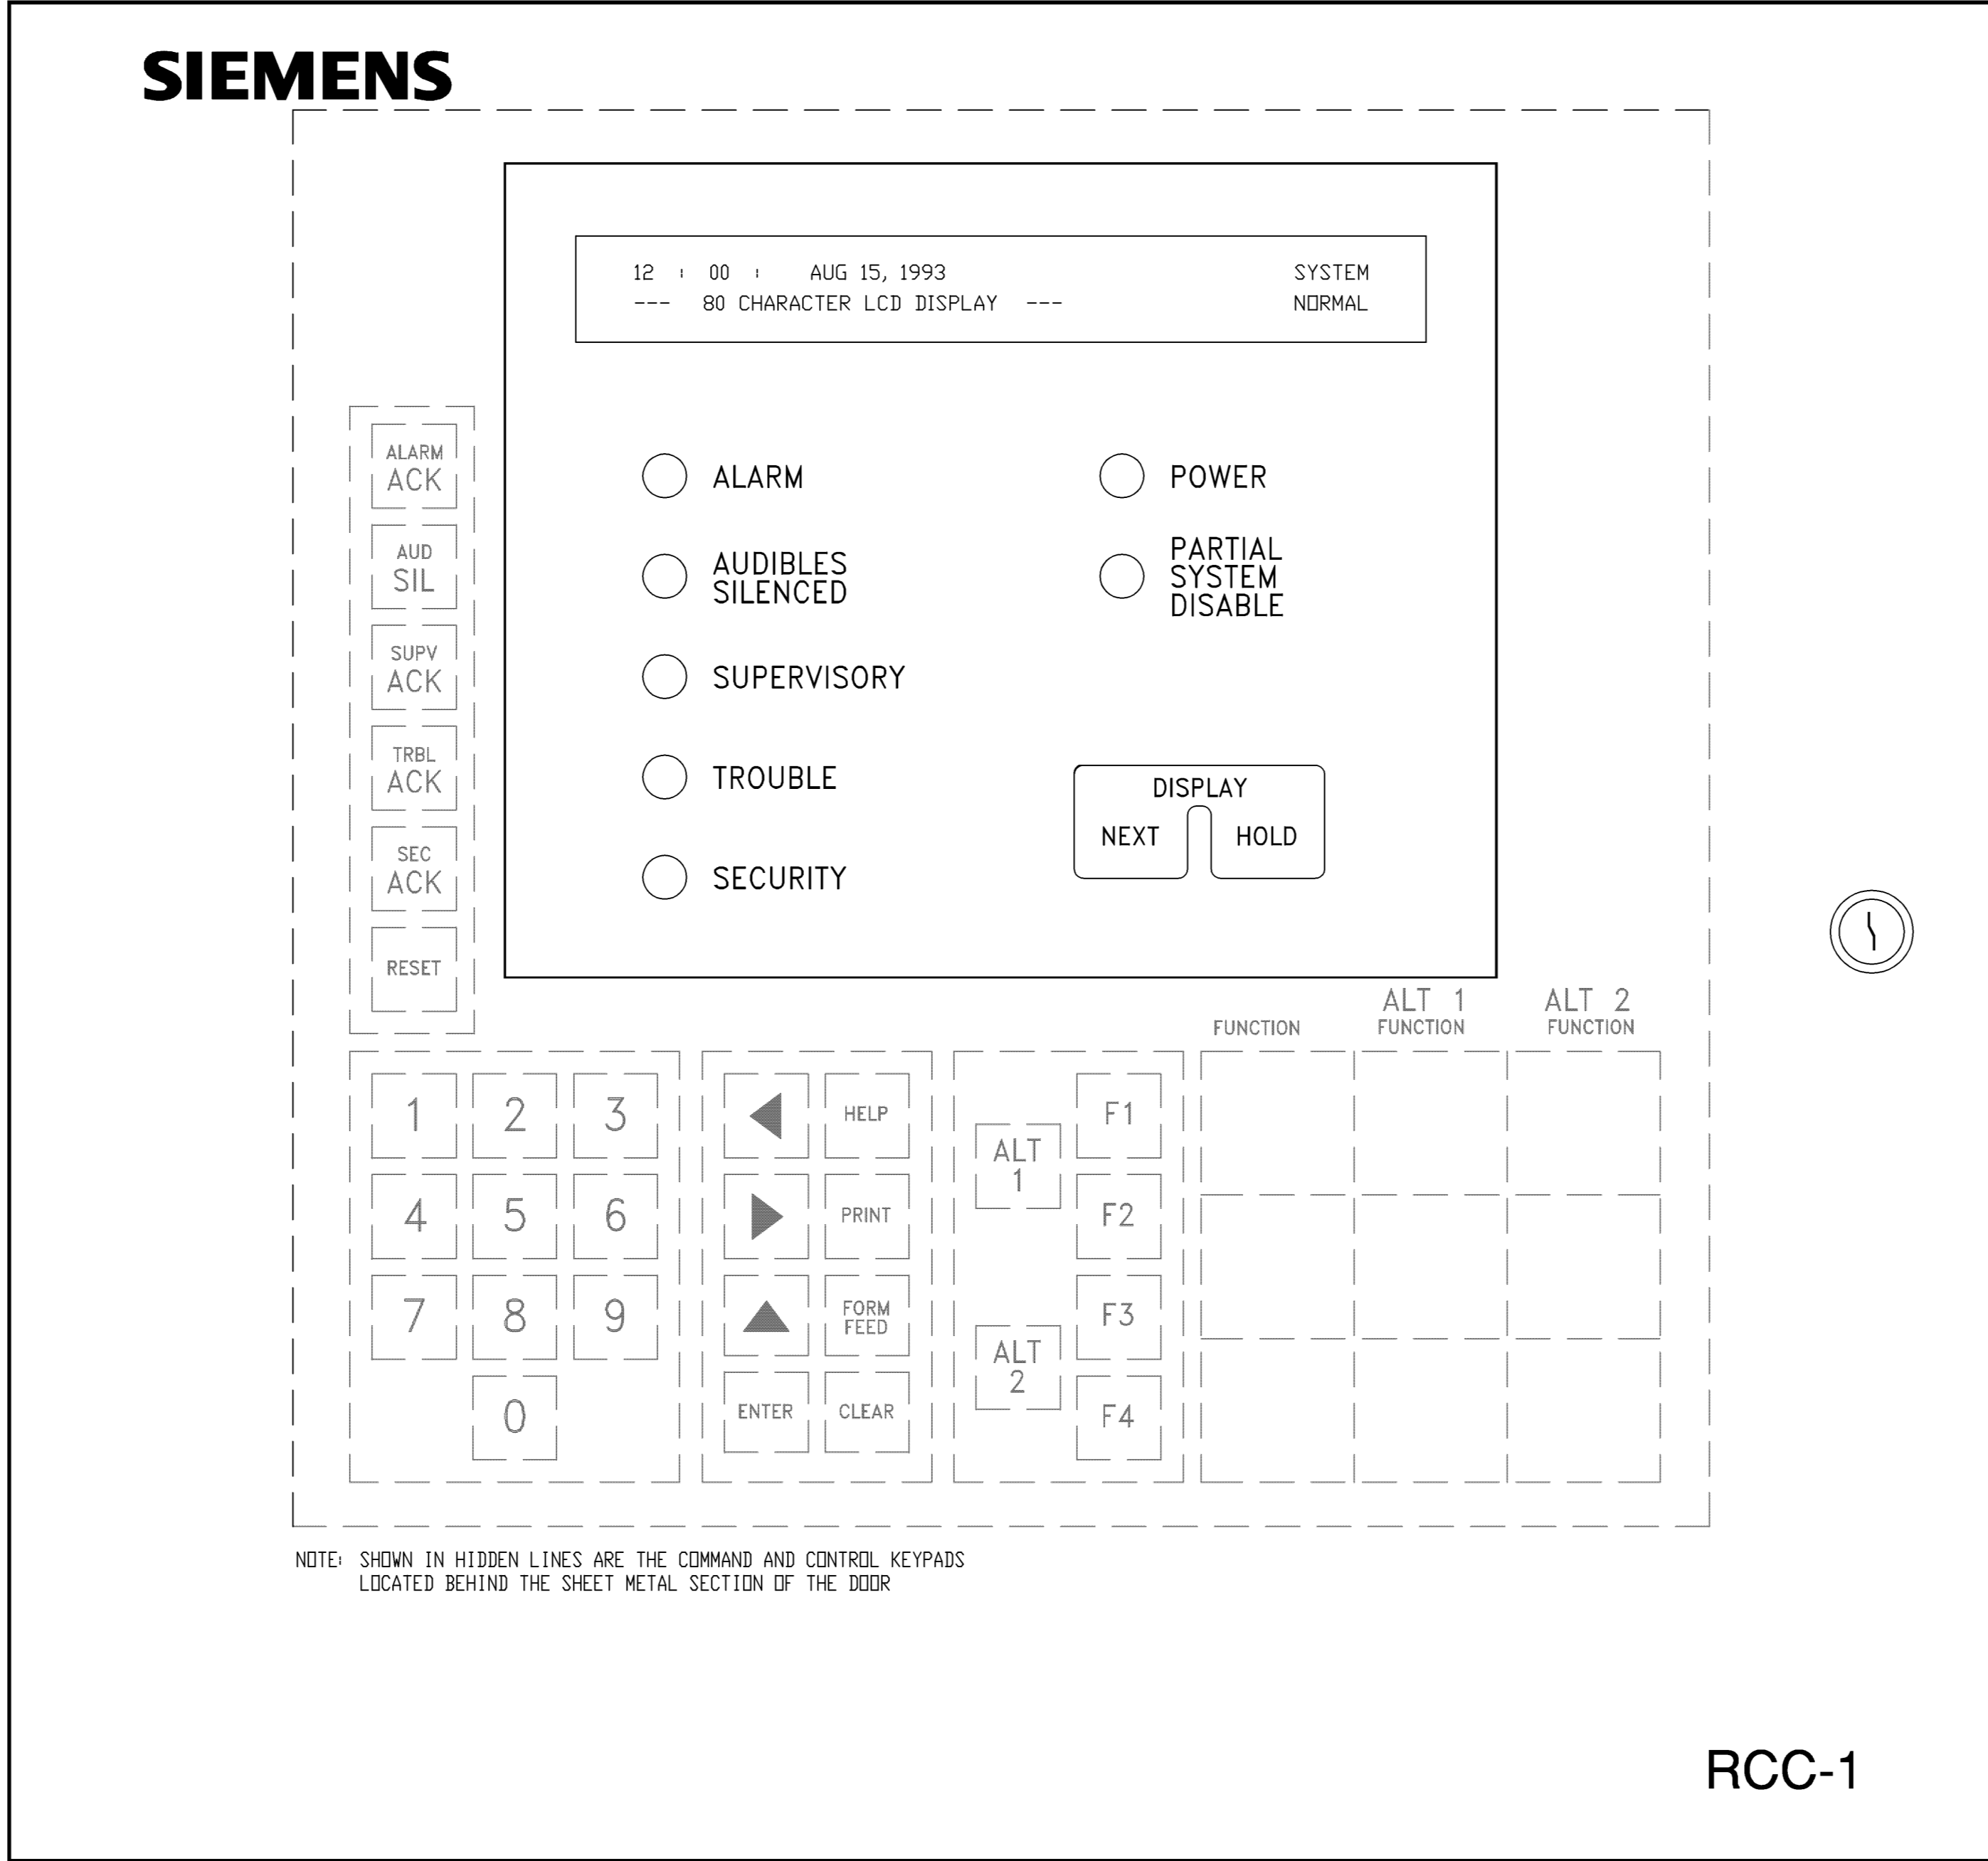 SIEMENS
12 : 00 : AUG 15, 1993 SYSTEM
--- 80 CHARACTER LCD DISPLAY --- NORMAL
ALARM
ACK
AUD
SIL
SUPV
ACK
TRBL
ACK
SEC
ACK
RESET
ALARM
AUDIBLES
SILENCED
SUPERVISORY
TROUBLE
SECURITY
POWER
PARTIAL
SYSTEM
DISABLE
DISPLAY
NEXT HOLD
FUNCTION
ALT 1
FUNCTION
ALT 2
FUNCTION
1 2 3
4 5 6
7 8 9
0
HELP
PRINT
FORM
FEED
ENTER CLEAR
ALT
1
ALT
2
F1
F2
F3
F4
NOTE: SHOWN IN HIDDEN LINES ARE THE COMMAND AND CONTROL KEYPADS
LOCATED BEHIND THE SHEET METAL SECTION OF THE DOOR
RCC-1